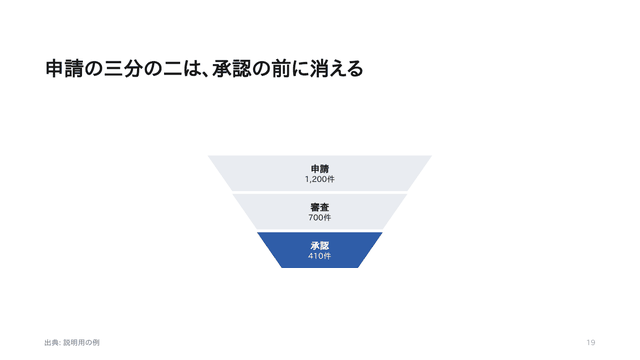 申請の三分の二は、承認の前に消える
申請
1,200件
審査
700件
承認
410件
出典: 説明用の例
19